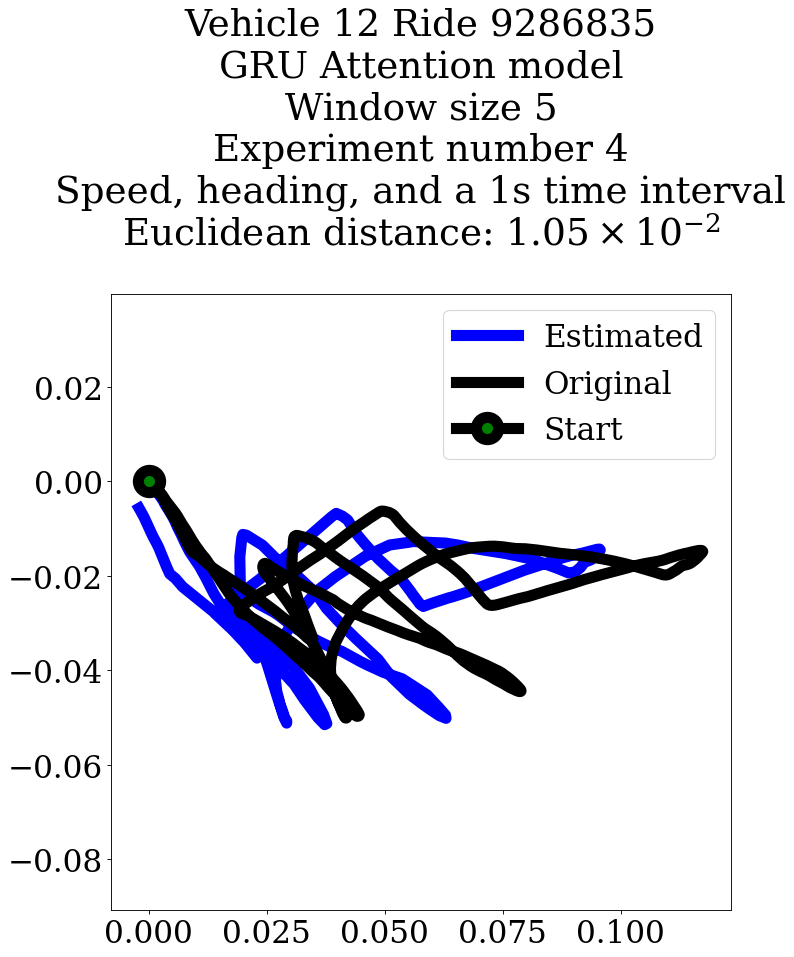 Vehicle 12 Ride 9286835
GRU Attention model
Window size 5
Experiment number 4
Speed, heading, and a 1s time interval
Euclidean distance: 1.05 × 10⁻²
Estimated
Original
Start
0.02
0.00
−0.02
−0.04
−0.06
−0.08
0.000 0.025 0.050 0.075 0.100